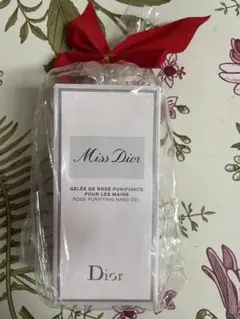 Miss Dior
GELÉE DE ROSE PURIFIANTE
POUR LES MAINS
ROSE PURIFYING HAND GEL
Dior